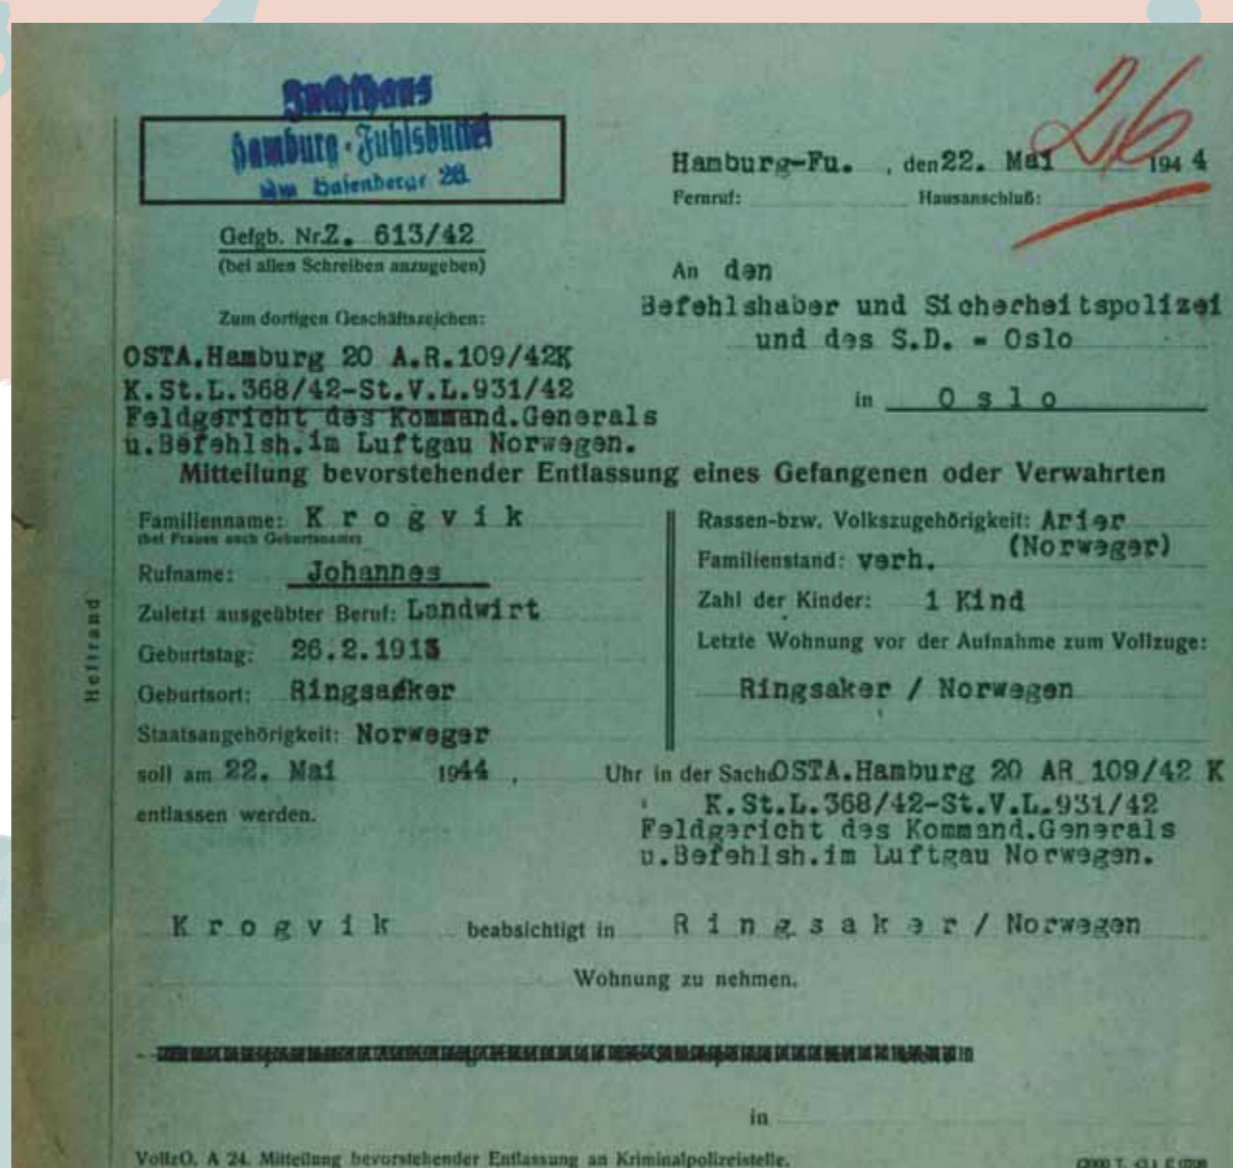 Zuchthaus
Hamburg-Fuhlsbüttel
Am Hasenberge 26.
26
Hamburg-Fu. , den 22. Mai 1944
Fernruf: Hausanschluß:
Gefgb. Nr. Z. 613/42
(bei allen Schreiben anzugeben)
An den
Befehlshaber und Sicherheitspolizei
und des S.D. - Oslo
in Oslo
Zum dortigen Geschäftszeichen:
OSTA.Hamburg 20 A.R.109/42K
K.St.L.368/42-St.V.L.931/42
Feldgericht des Kommand.Generals
u.Befehlsh.im Luftgau Norwegen.
Mitteilung bevorstehender Entlassung eines Gefangenen oder Verwahrten
Familienname: Krogvik
(bei Frauen auch Geburtsname)
Rufname: Johannes
Zuletzt ausgeübter Beruf: Landwirt
Geburtstag: 26.2.1913
Geburtsort: Ringsaker
Staatsangehörigkeit: Norweger
Rassen-bzw. Volkszugehörigkeit: Arier
(Norweger)
Familienstand: verh.
Zahl der Kinder: 1 Kind
Letzte Wohnung vor der Aufnahme zum Vollzuge:
Ringsaker / Norwegen
Heftrand
soll am 22. Mai 1944 , Uhr in der Sache OSTA.Hamburg 20 AR 109/42 K
K.St.L.368/42-St.V.L.931/42
entlassen werden.
Feldgericht des Kommand.Generals
u.Befehlsh.im Luftgau Norwegen.
Krogvik beabsichtigt in Ringsaker/ Norwegen
Wohnung zu nehmen.
in
VollzO. A 24. Mitteilung bevorstehender Entlassung an Kriminalpolizeistelle.